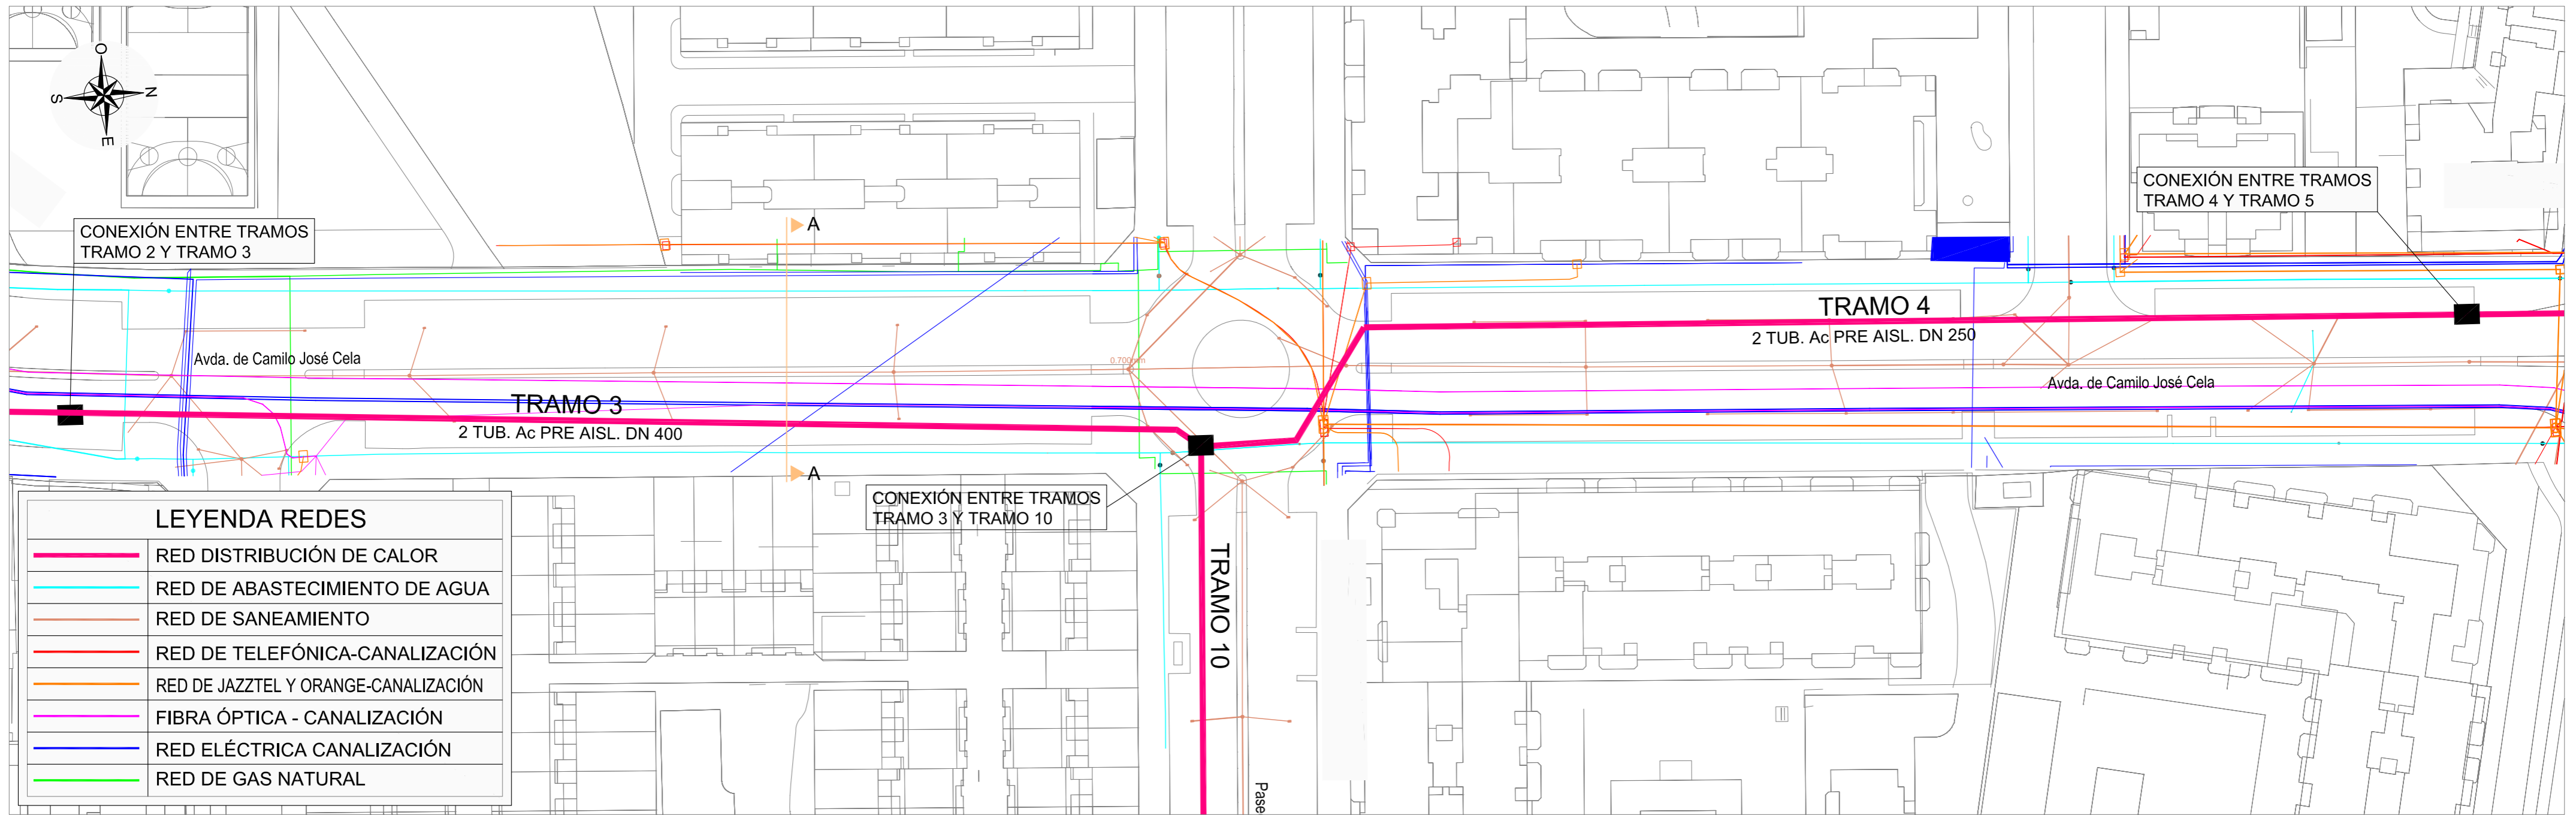 O
S
N
E
CONEXIÓN ENTRE TRAMOS
TRAMO 2 Y TRAMO 3
A
CONEXIÓN ENTRE TRAMOS
TRAMO 4 Y TRAMO 5
TRAMO 4
2 TUB. Ac PRE AISL. DN 250
Avda. de Camilo José Cela
0.700mm
Avda. de Camilo José Cela
TRAMO 3
2 TUB. Ac PRE AISL. DN 400
A
CONEXIÓN ENTRE TRAMOS
TRAMO 3 Y TRAMO 10
TRAMO 10
Pase
LEYENDA REDES
RED DISTRIBUCIÓN DE CALOR
RED DE ABASTECIMIENTO DE AGUA
RED DE SANEAMIENTO
RED DE TELEFÓNICA-CANALIZACIÓN
RED DE JAZZTEL Y ORANGE-CANALIZACIÓN
FIBRA ÓPTICA - CANALIZACIÓN
RED ELÉCTRICA CANALIZACIÓN
RED DE GAS NATURAL